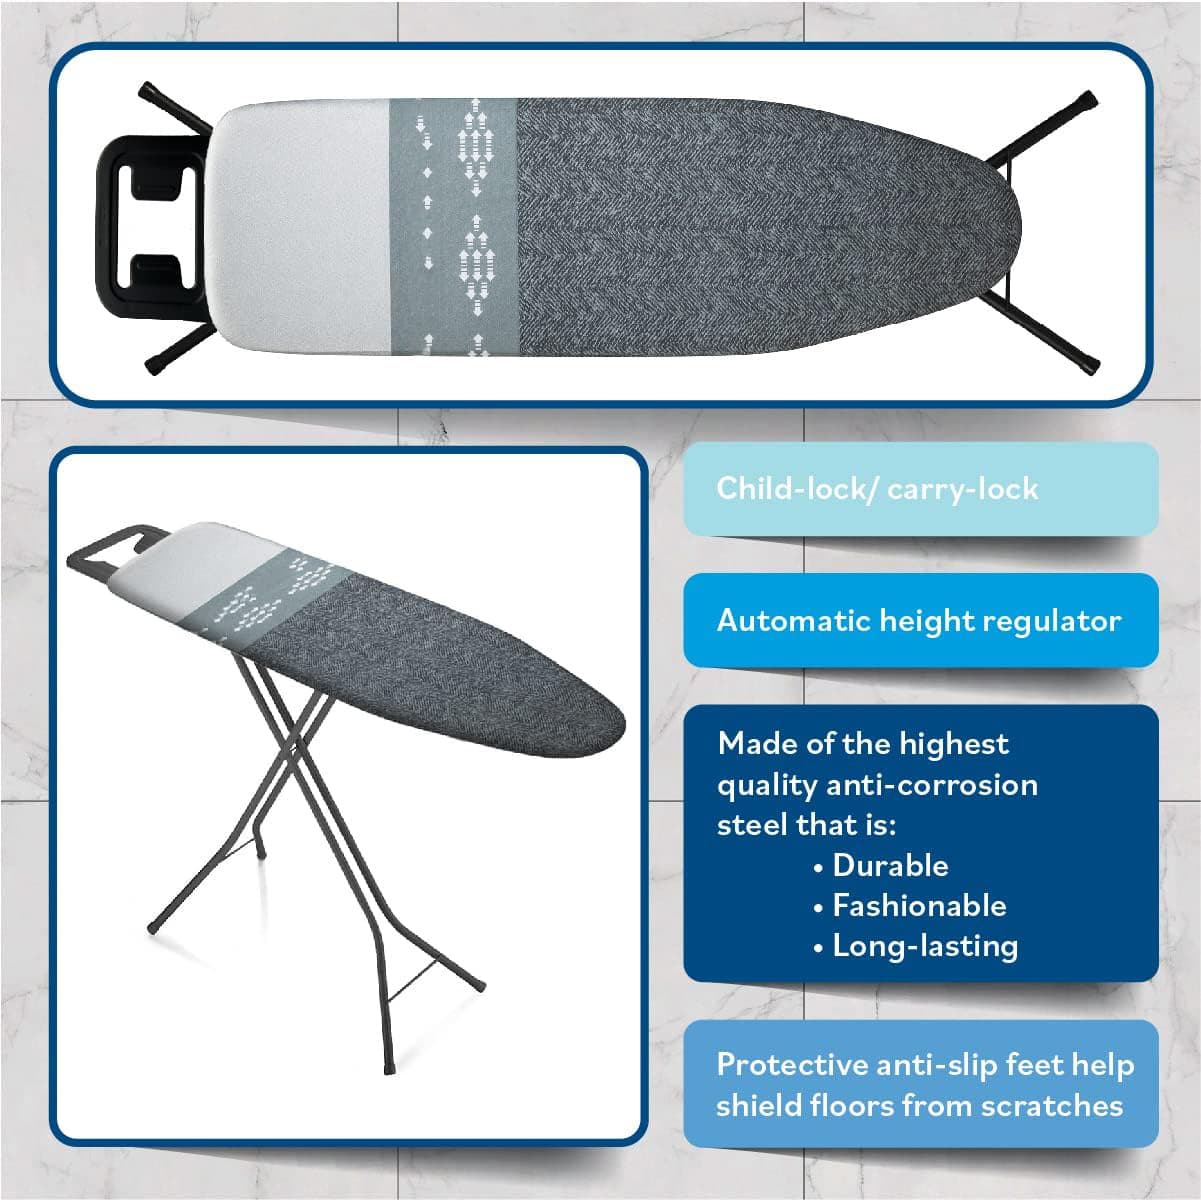 Child-lock/ carry-lock
Automatic height regulator
Made of the highest
quality anti-corrosion
steel that is:
• Durable
• Fashionable
• Long-lasting
Protective anti-slip feet help
shield floors from scratches